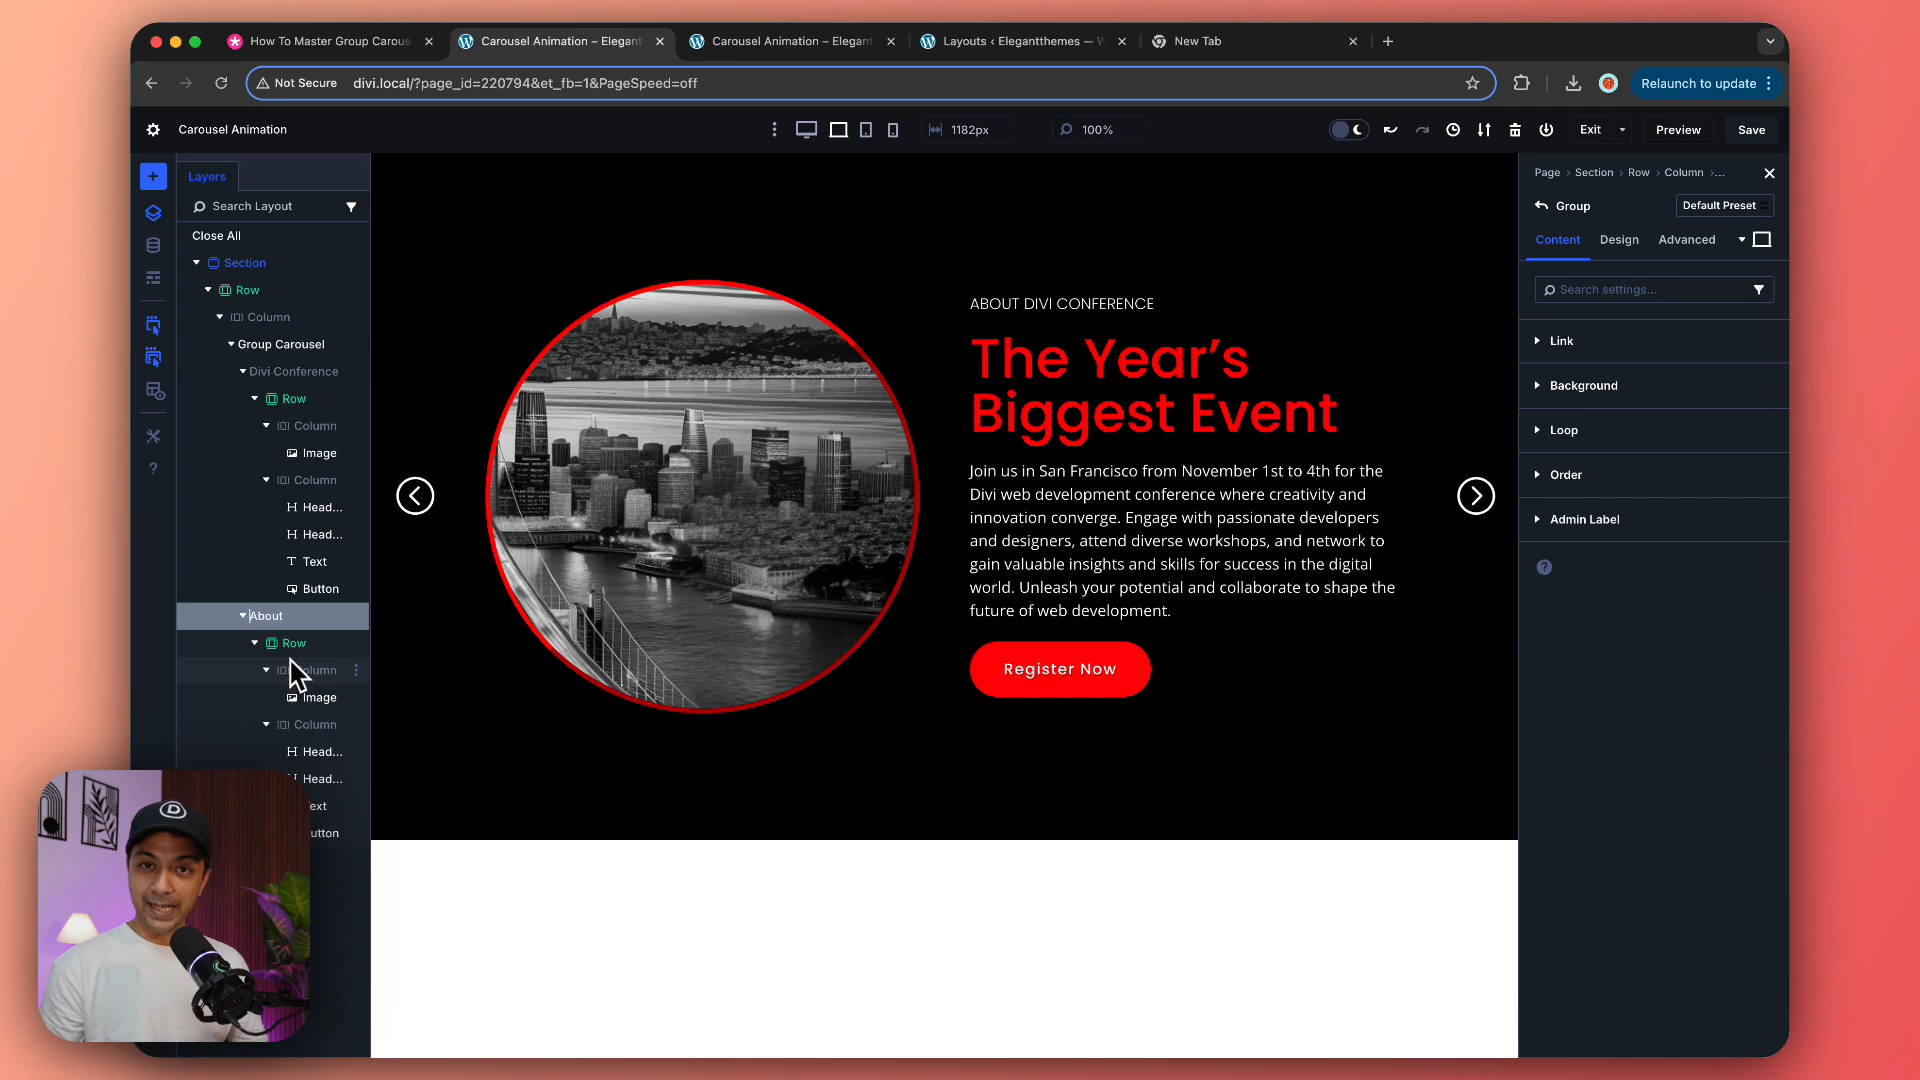 How To Master Group Carous
Carousel Animation – Elegant
Carousel Animation – Elegant
Layouts ‹ Elegantthemes — W
New Tab
Not Secure
divi.local/?page_id=220794&et_fb=1&PageSpeed=off
Relaunch to update
Carousel Animation
1182px
100%
Exit
Preview
Save
Layers
Search Layout
Close All
Section
Row
Column
Group Carousel
Divi Conference
Row
Column
Image
Column
Head...
Head...
Text
Button
About
Row
Column
Image
Column
Head...
Head...
ext
utton
ABOUT DIVI CONFERENCE
The Year’s
Biggest Event
Join us in San Francisco from November 1st to 4th for the
Divi web development conference where creativity and
innovation converge. Engage with passionate developers
and designers, attend diverse workshops, and network to
gain valuable insights and skills for success in the digital
world. Unleash your potential and collaborate to shape the
future of web development.
Register Now
Page › Section › Row › Column › ...
Group
Default Preset
Content
Design
Advanced
Search settings...
Link
Background
Loop
Order
Admin Label
D